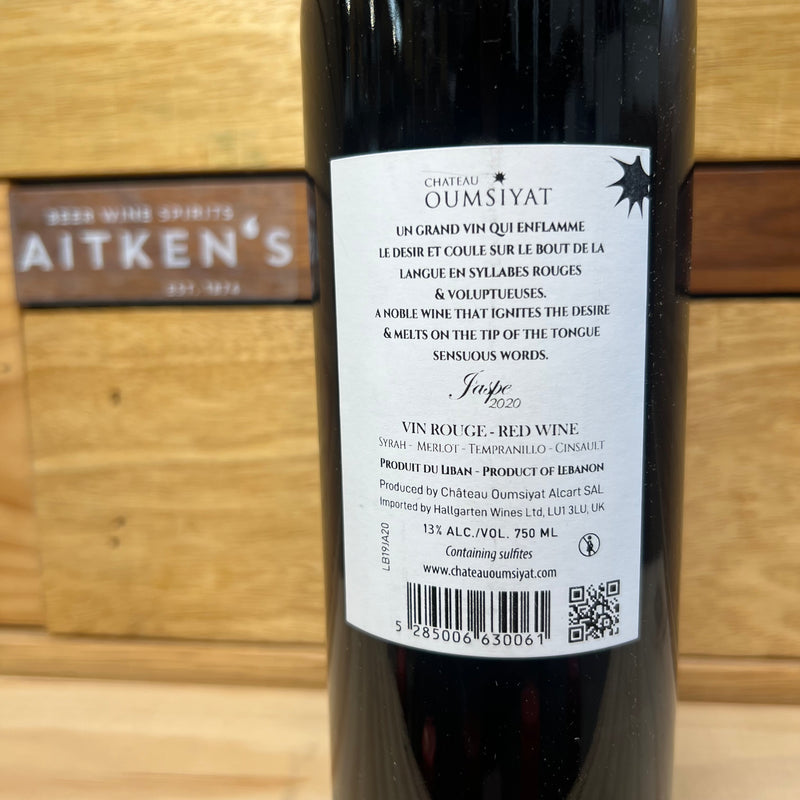 BEER WINE SPIRITS
AITKEN'S
EST. 1874
CHATEAU
OUMSIYAT
UN GRAND VIN QUI ENFLAMME
LE DESIR ET COULE SUR LE BOUT DE LA
LANGUE EN SYLLABES ROUGES
& VOLUPTUEUSES.
A NOBLE WINE THAT IGNITES THE DESIRE
& MELTS ON THE TIP OF THE TONGUE
SENSUOUS WORDS.
Jaspe
2020
VIN ROUGE - RED WINE
SYRAH - MERLOT - TEMPRANILLO - CINSAULT
PRODUIT DU LIBAN - PRODUCT OF LEBANON
Produced by Château Oumsiyat Alcart SAL
Imported by Hallgarten Wines Ltd, LU1 3LU, UK
13% ALC./VOL. 750 ML
Containing sulfites
www.chateauoumsiyat.com
LB19JA20
5 285006 630061